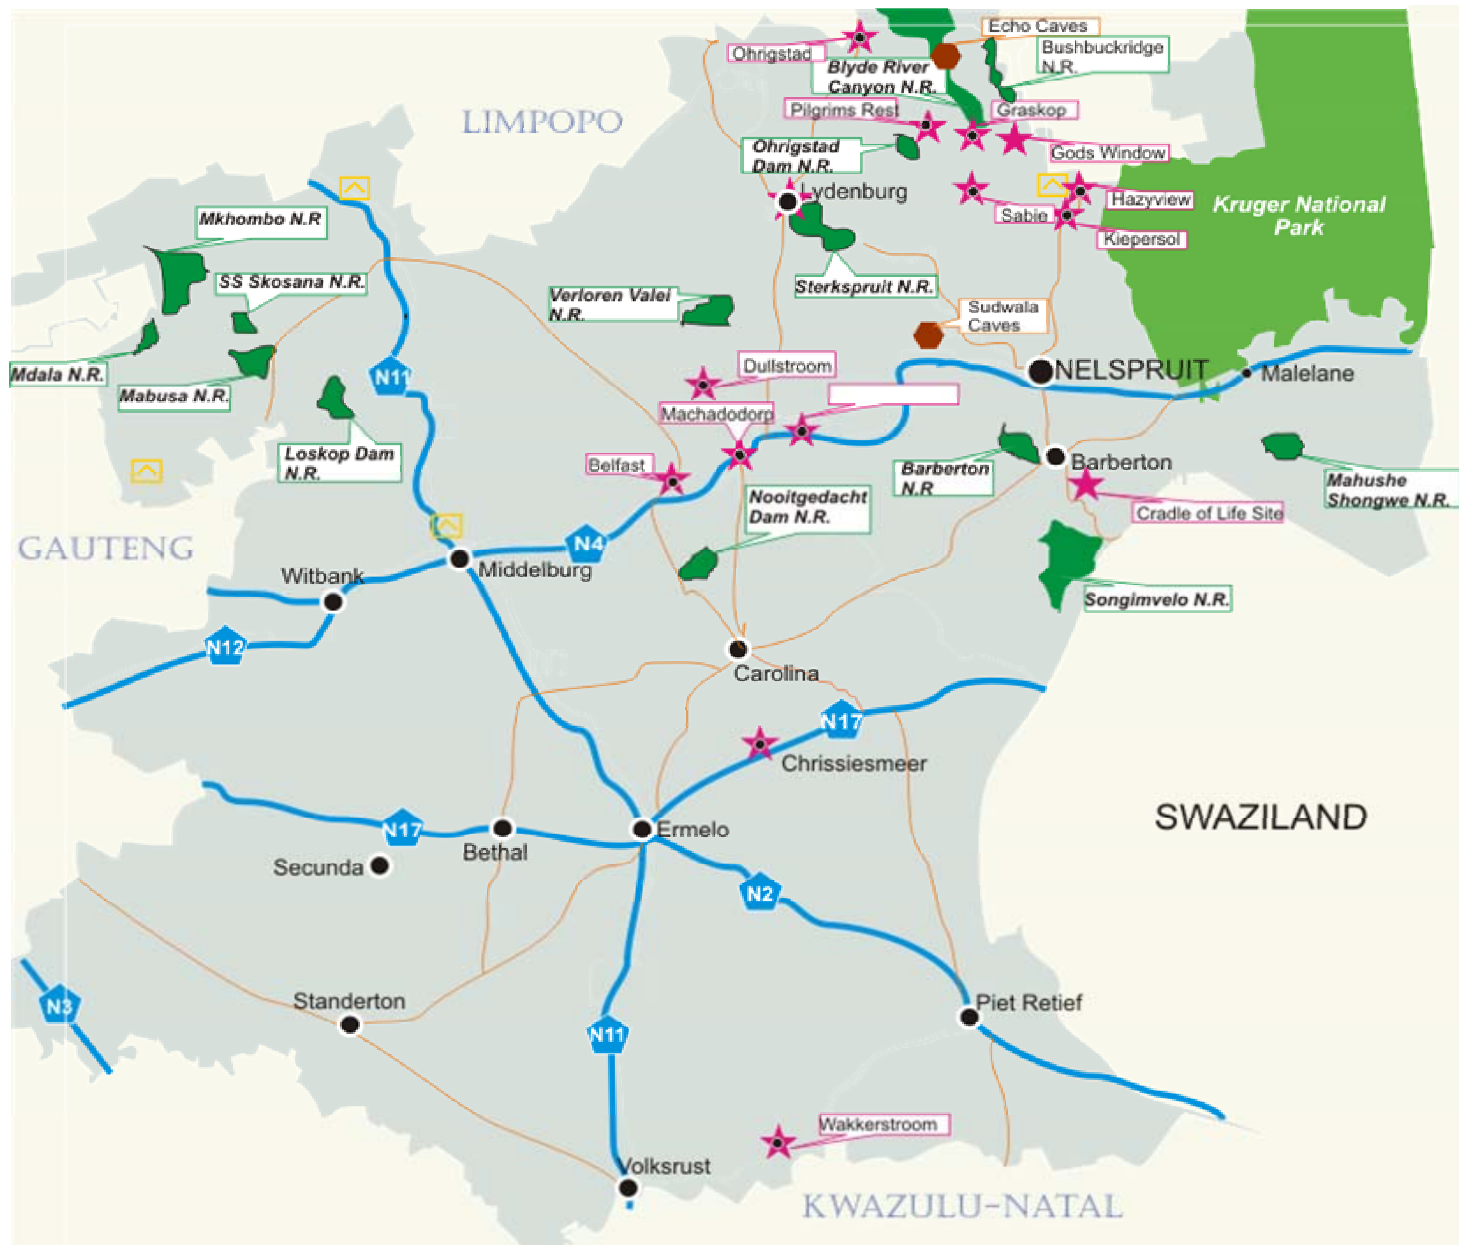 Echo Caves
Ohrigstad
Bushbuckridge
N.R.
Blyde River
Canyon N.R.
Pilgrims Rest
Graskop
LIMPOPO
Ohrigstad
Dam N.R.
Gods Window
Lydenburg
Hazyview
Sabie
Kiepersol
Kruger National
Park
Mkhombo N.R
SS Skosana N.R.
Sterkspruit N.R.
Verloren Valei
N.R.
Sudwala
Caves
Mdala N.R.
Mabusa N.R.
N11
Dullstroom
NELSPRUIT
Malelane
Machadodorp
Loskop Dam
N.R.
Belfast
Barberton
N.R
Barberton
Mahushe
Shongwe N.R.
Nooitgedacht
Dam N.R.
Cradle of Life Site
GAUTENG
N4
Witbank
Middelburg
Songimvelo N.R.
N12
Carolina
N17
Chrissiesmeer
SWAZILAND
N17
Ermelo
Bethal
Secunda
N2
N3
Standerton
Piet Retief
N11
Wakkerstroom
Volksrust
KWAZULU-NATAL